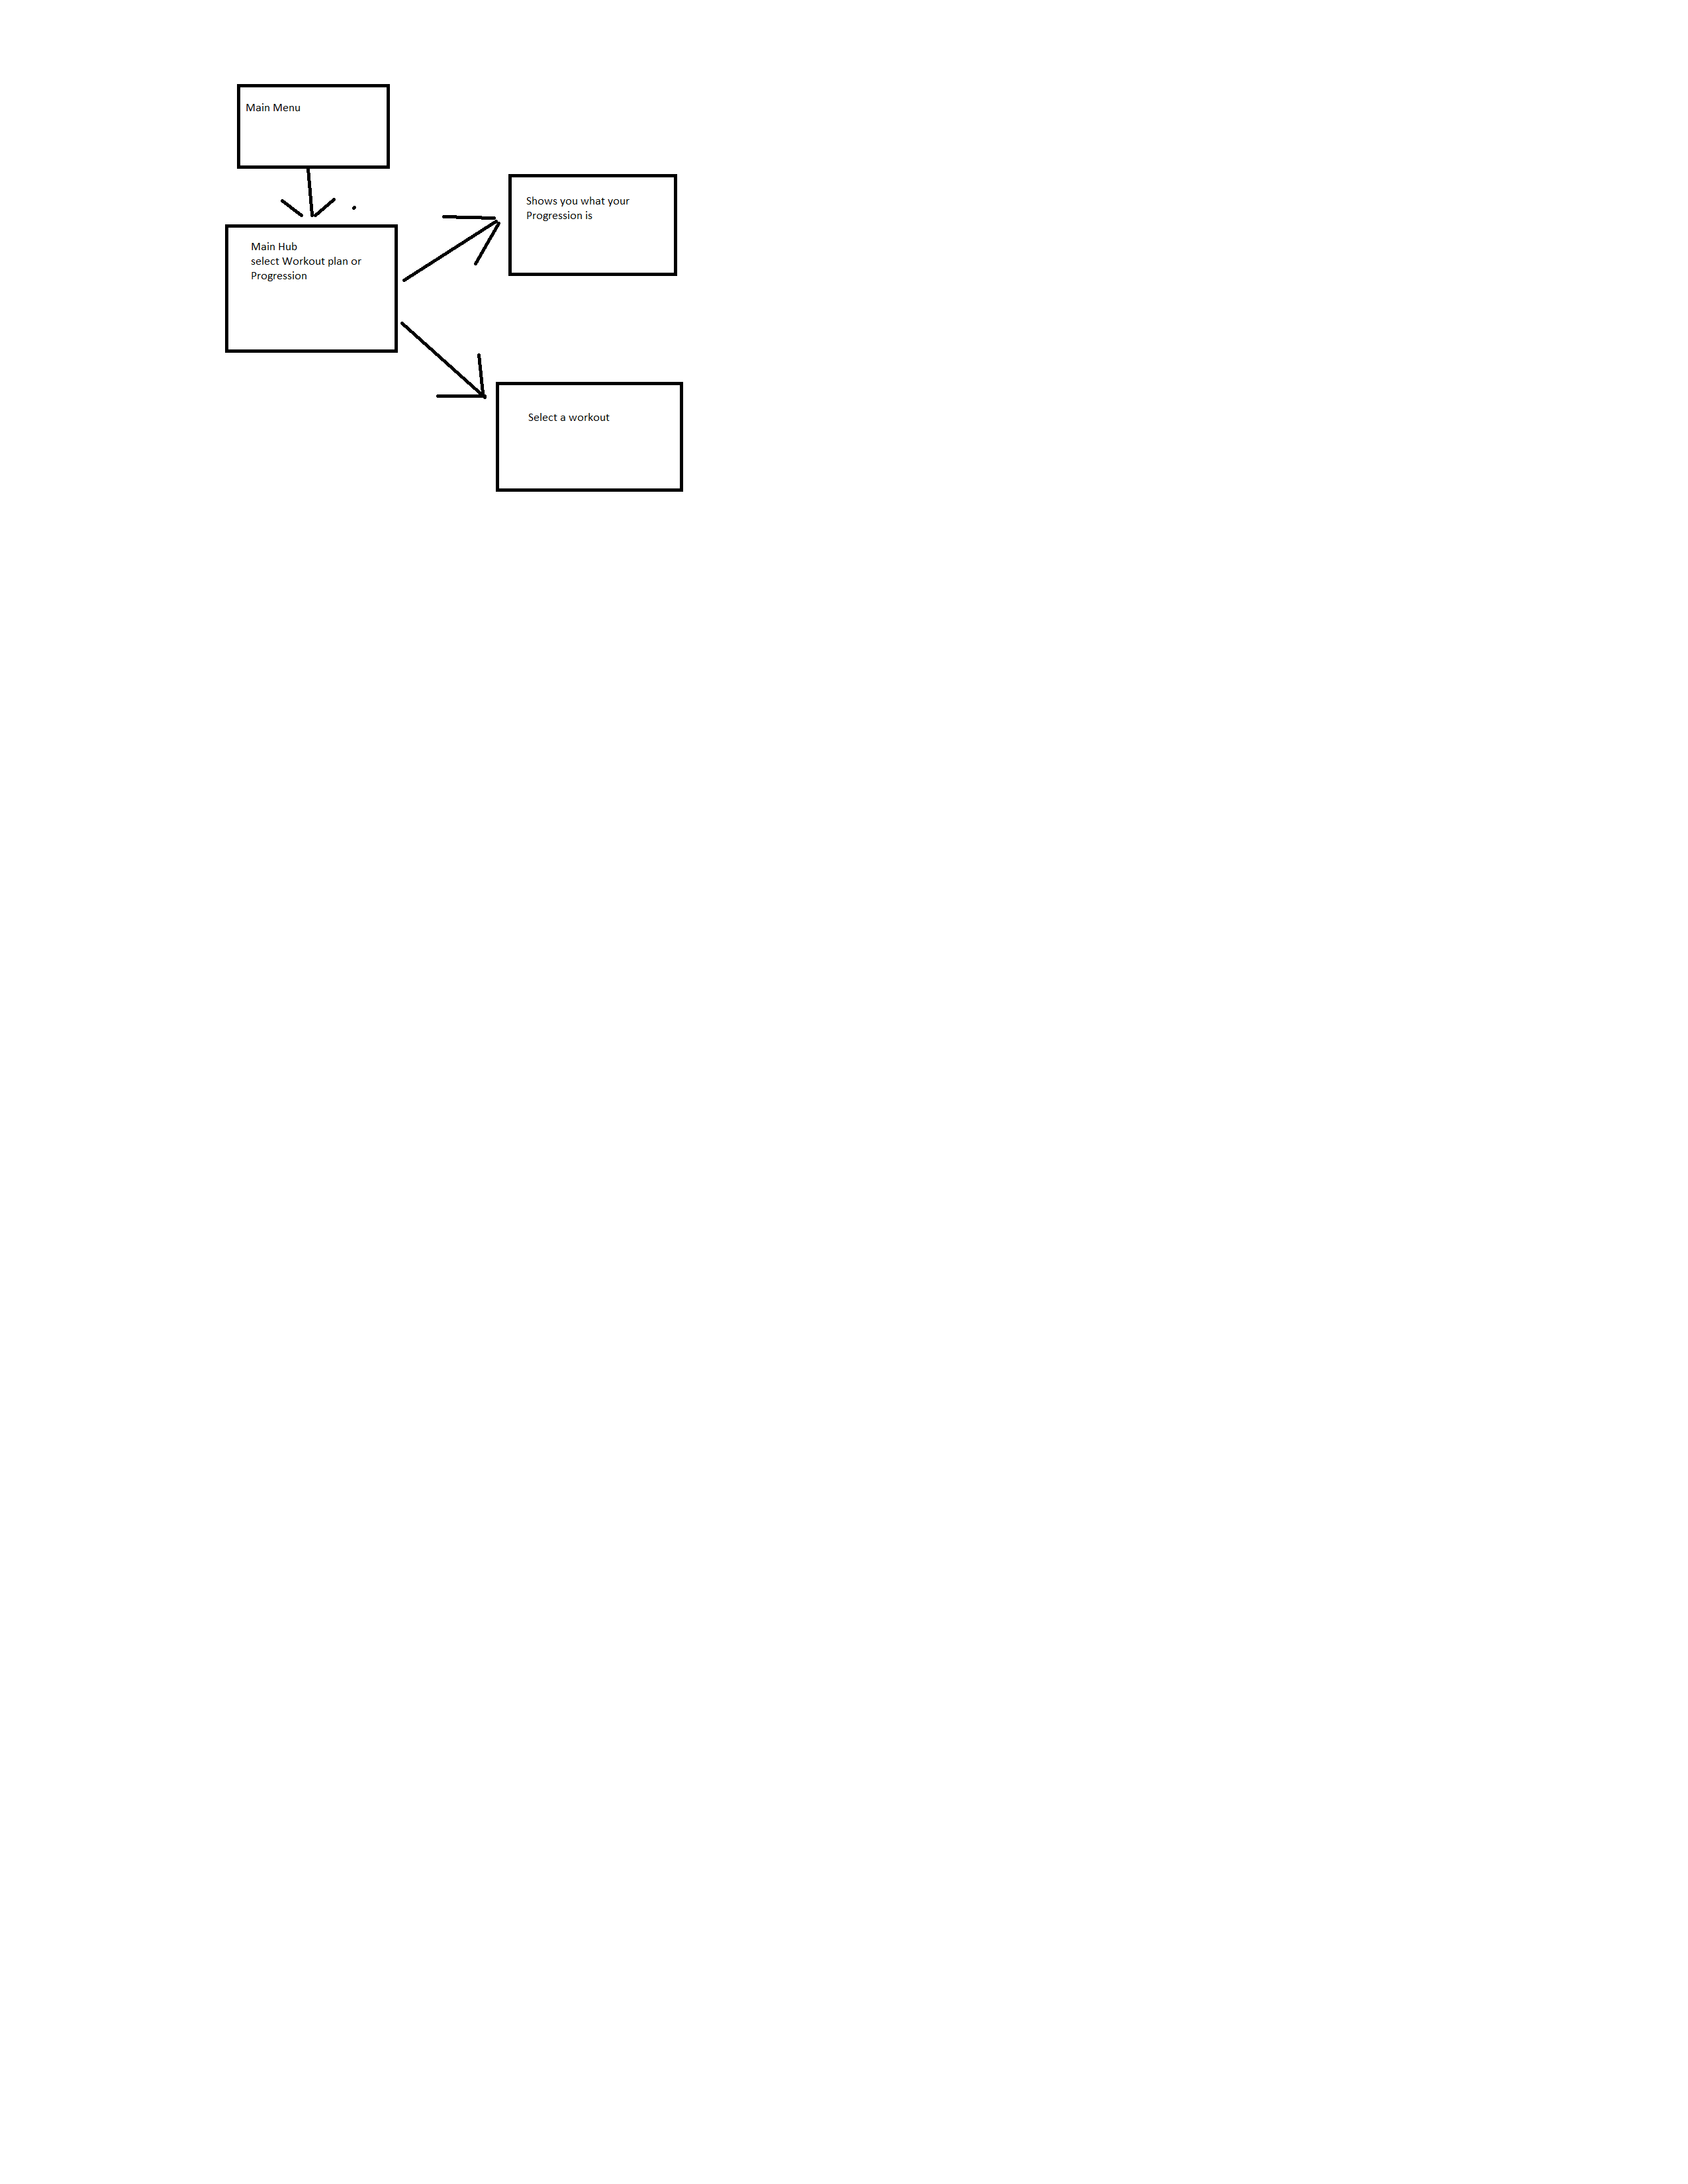 Main Menu
Main Hub
select Workout plan or
Progression
Shows you what your
Progression is
Select a workout